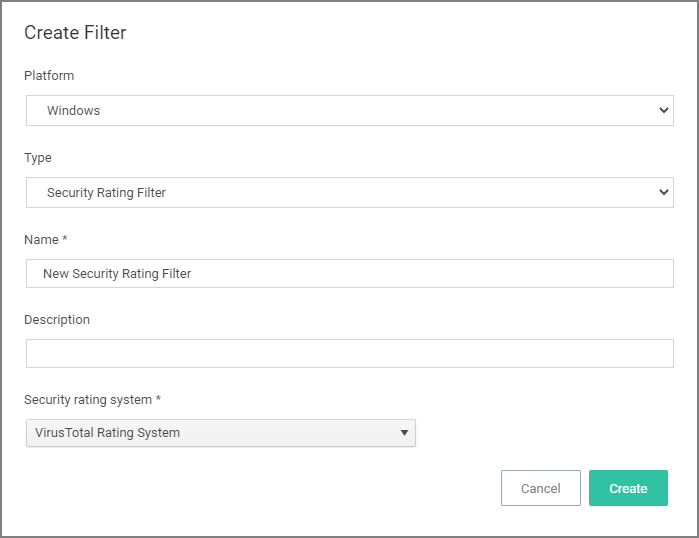 Create Filter
Platform
Windows
Type
Security Rating Filter
Name *
New Security Rating Filter
Description
Security rating system *
VirusTotal Rating System
Cancel Create